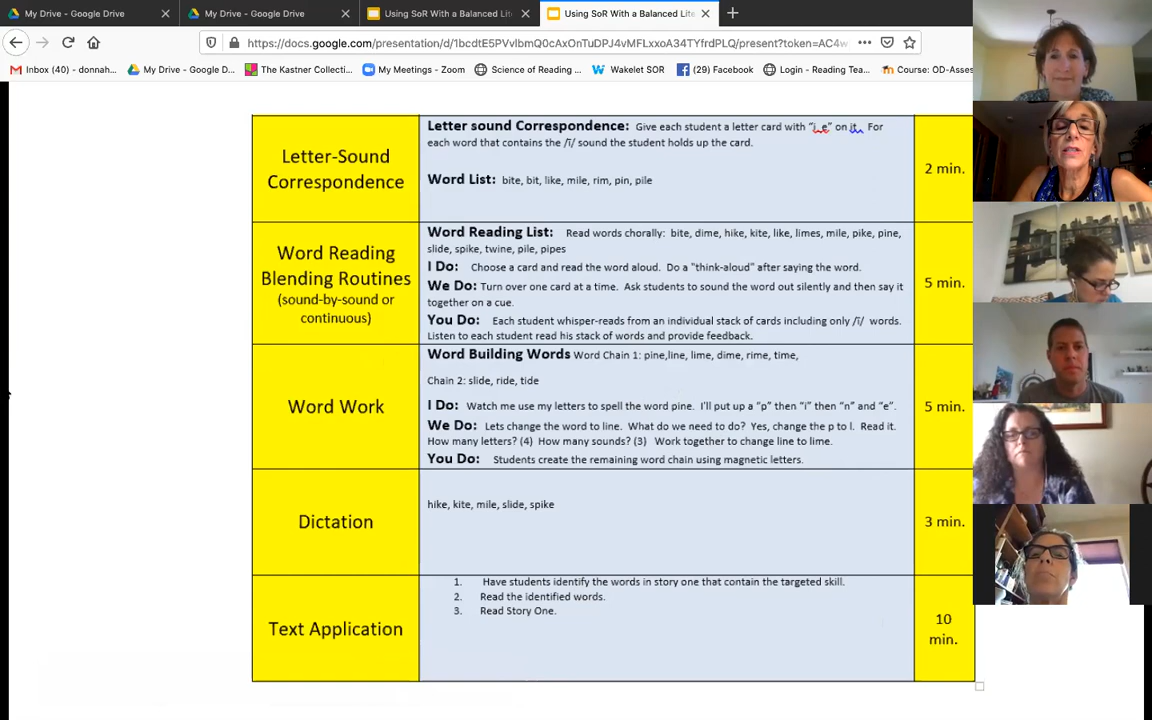 My Drive - Google Drive
My Drive - Google Drive
Using SoR With a Balanced Lite
Using SoR With a Balanced Lite
https://docs.google.com/presentation/d/1bcdtE5PVvlbmQ0cAxOnTuDPJ4vMFLxxoA34TYfrdPLQ/present?token=AC4w
Inbox (40) - donnah
My Drive - Google D
The Kastner Collecti
My Meetings - Zoom
Science of Reading
Wakelet SOR
(29) Facebook
Login - Reading Tea
Course: OD-Asses
Letter-Sound
Correspondence
Letter sound Correspondence: Give each student a letter card with "i_e" on it. For
each word that contains the /ī/ sound the student holds up the card.
Word List: bite, bit, like, mile, rim, pin, pile
2 min.
Word Reading
Blending Routines
(sound-by-sound or
continuous)
Word Reading List: Read words chorally: bite, dime, hike, kite, like, limes, mile, pike, pine,
slide, spike, twine, pile, pipes
I Do: Choose a card and read the word aloud. Do a "think-aloud" after saying the word.
We Do: Turn over one card at a time. Ask students to sound the word out silently and then say it
together on a cue.
You Do: Each student whisper-reads from an individual stack of cards including only /ī/ words.
Listen to each student read his stack of words and provide feedback.
5 min.
Word Work
Word Building Words Word Chain 1: pine,line, lime, dime, rime, time,
Chain 2: slide, ride, tide
I Do: Watch me use my letters to spell the word pine. I'll put up a "p" then "i" then "n" and "e".
We Do: Lets change the word to line. What do we need to do? Yes, change the p to l. Read it.
How many letters? (4) How many sounds? (3) Work together to change line to lime.
You Do: Students create the remaining word chain using magnetic letters.
5 min.
Dictation
hike, kite, mile, slide, spike
3 min.
Text Application
1. Have students identify the words in story one that contain the targeted skill.
2. Read the identified words.
3. Read Story One.
10
min.